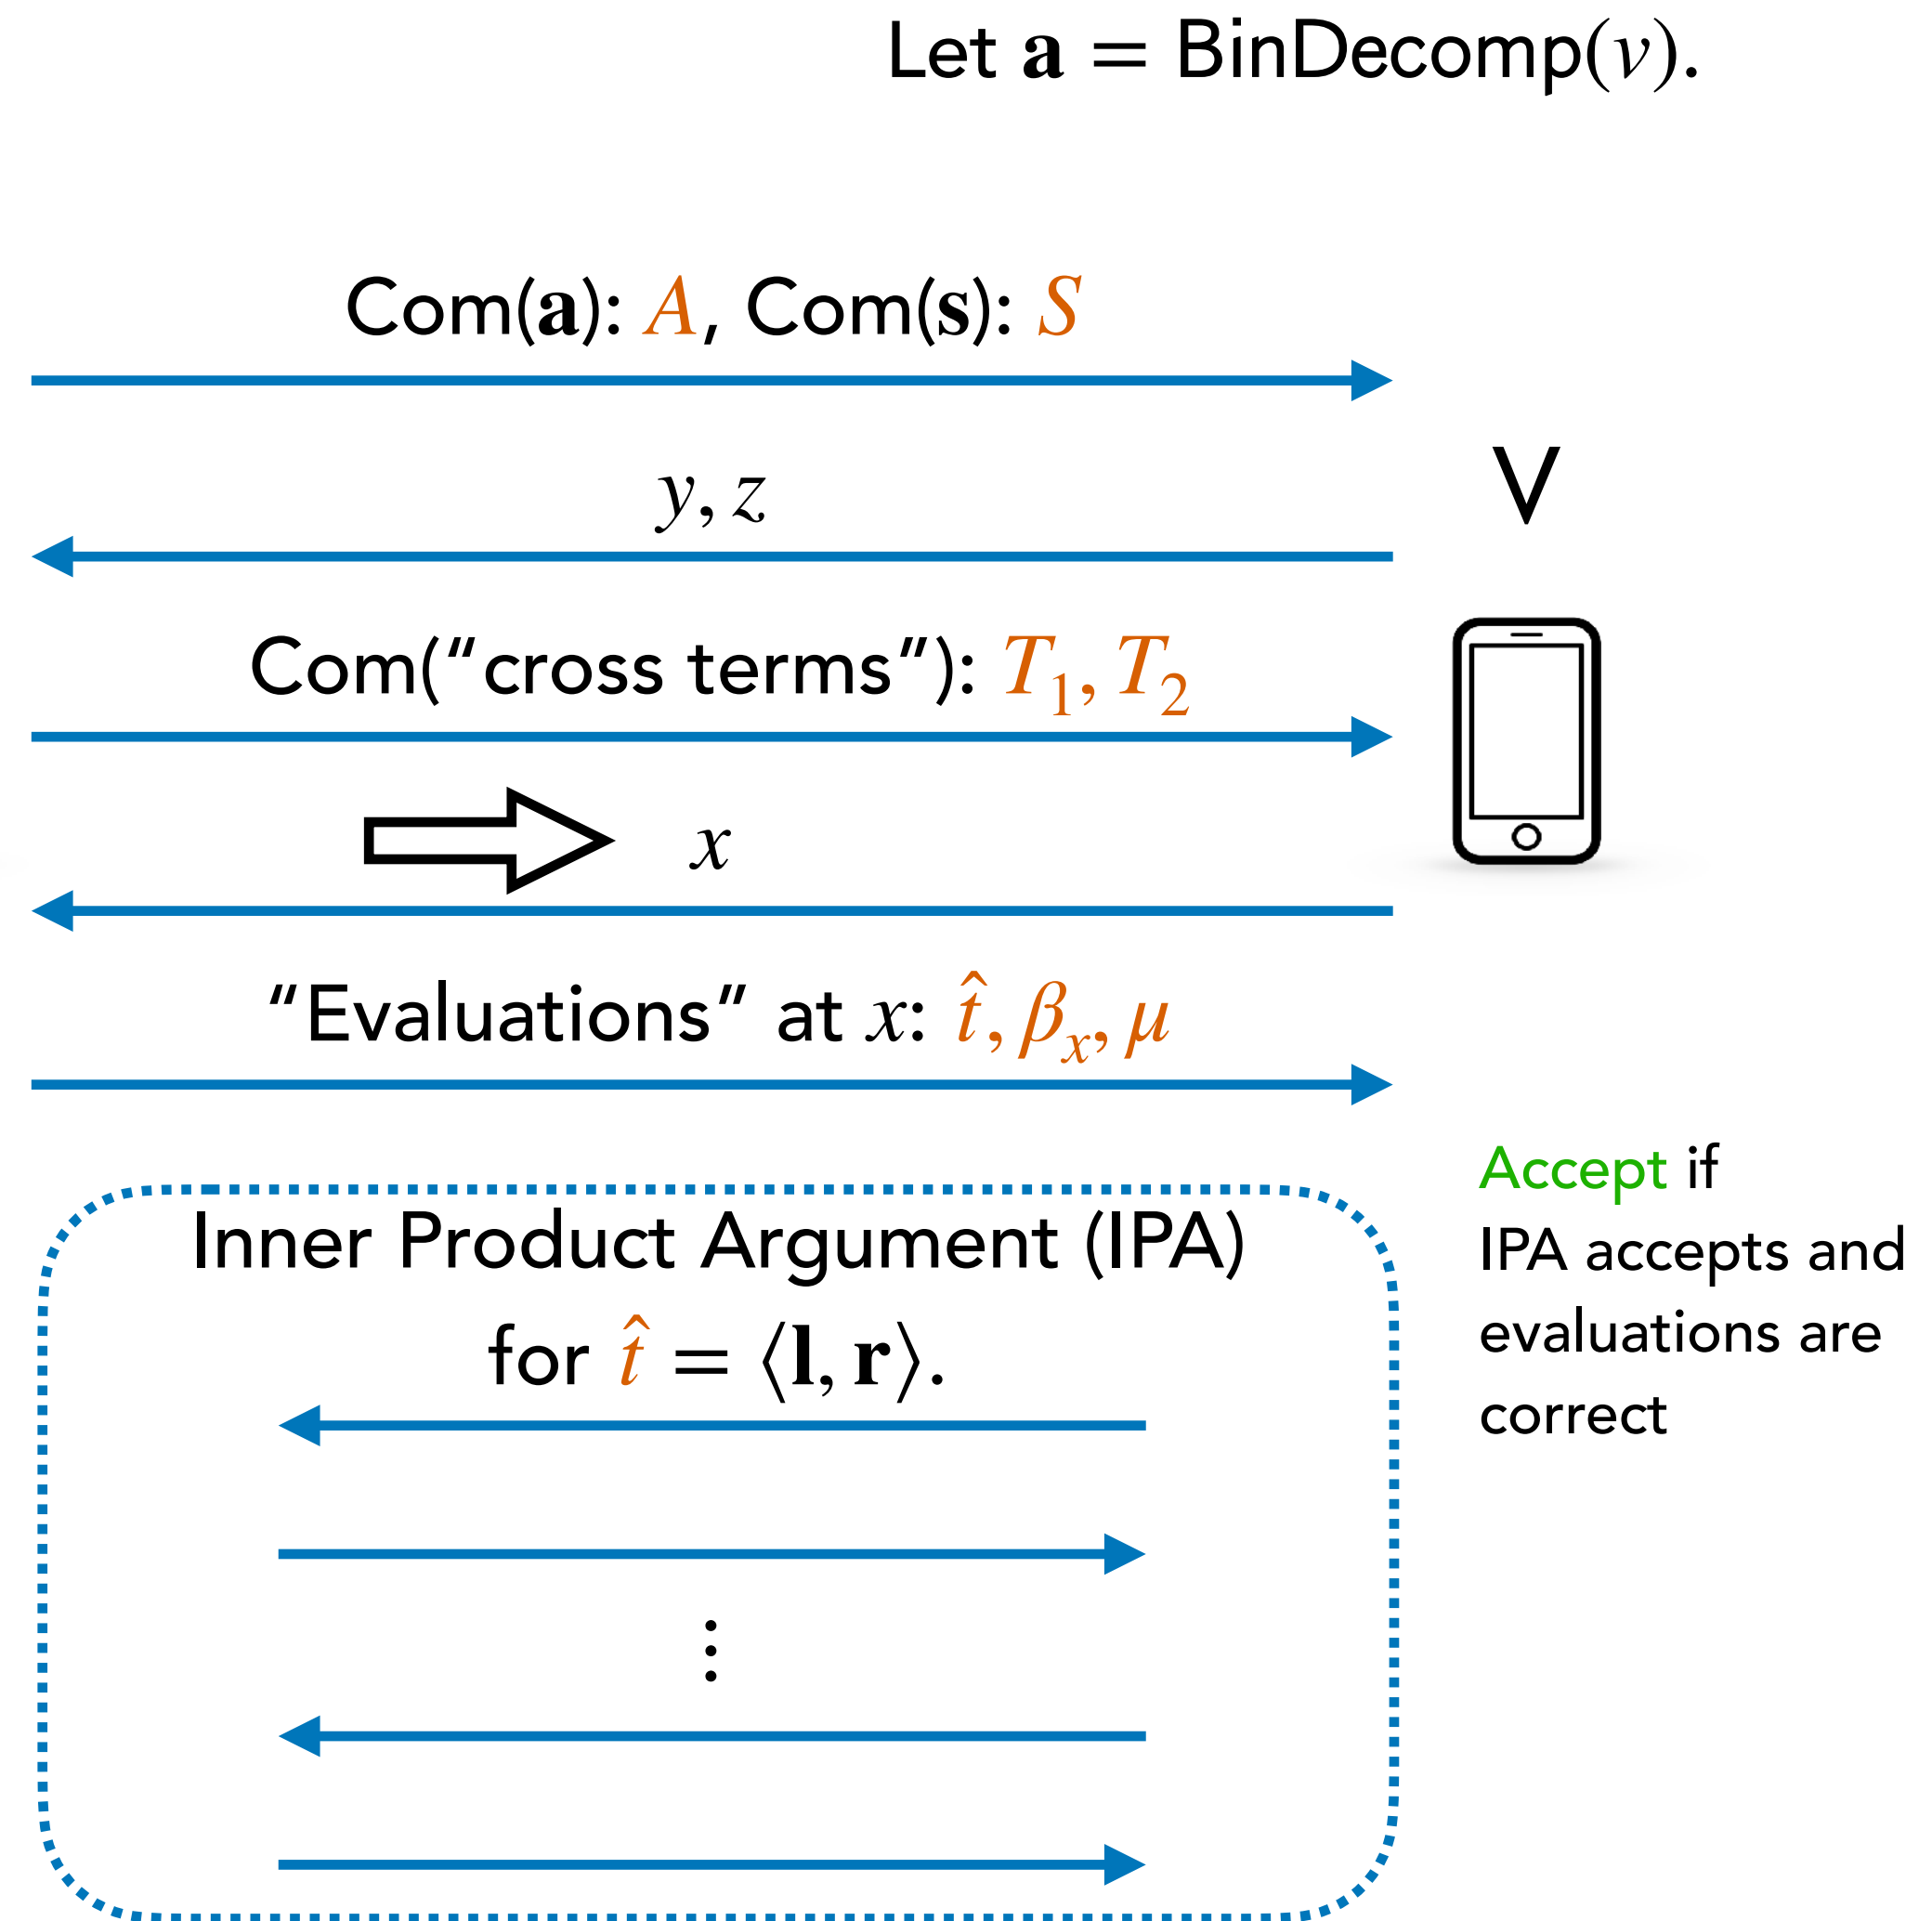 Let 𝐚 = BinDecomp(v).
Com(𝐚): A, Com(𝐬): S
y, z
V
Com("cross terms"): T₁, T₂
x
"Evaluations" at x: t̂, βₓ, μ
Accept if
IPA accepts and
evaluations are
correct
Inner Product Argument (IPA)
for t̂ = ⟨𝐥, 𝐫⟩.
⋮